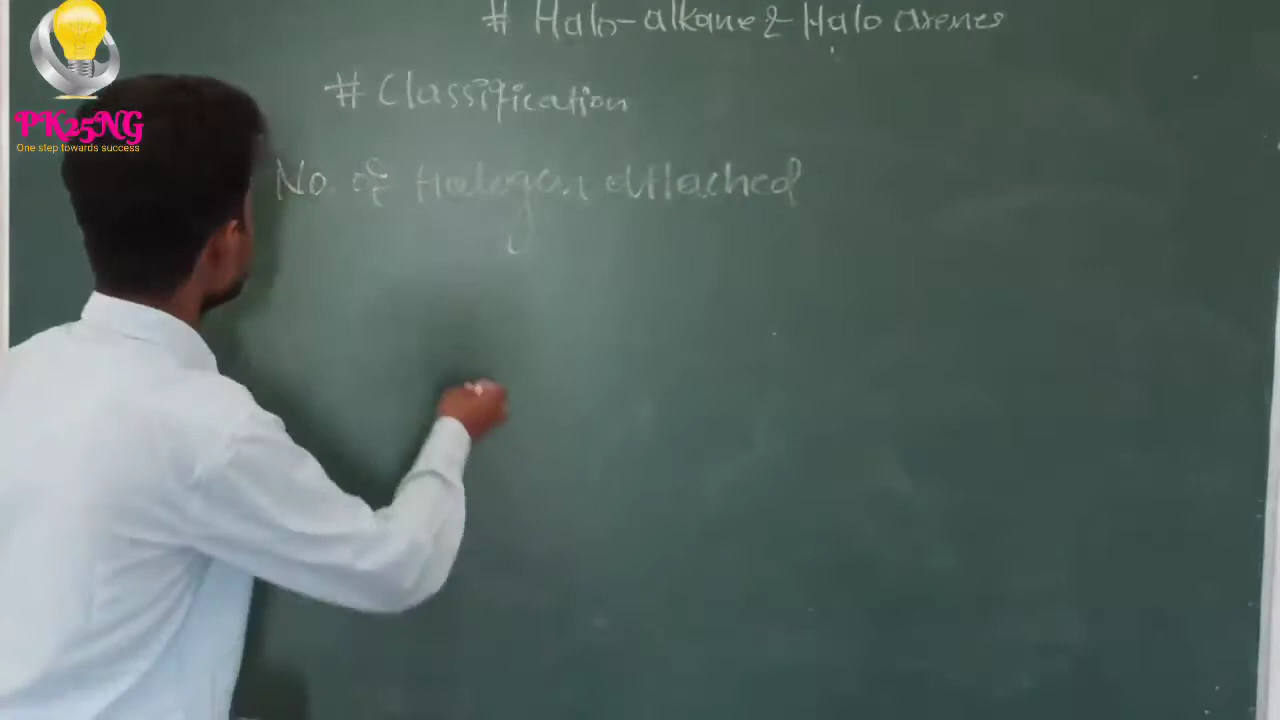 # Halo-alkane & Halo arenes
# Classification
No of Halogen attached
PK25NG
One step towards success